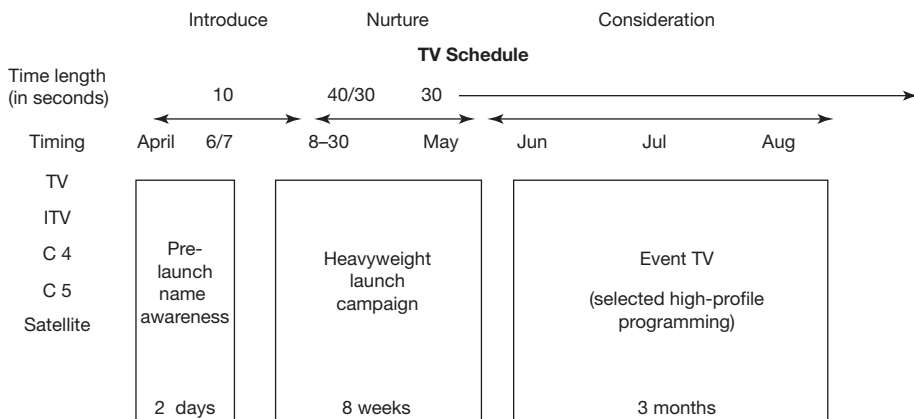 Introduce Nurture Consideration
TV Schedule
Time length
(in seconds)
10 40/30 30
Timing April 6/7 8–30 May Jun Jul Aug
TV
ITV
C 4
C 5
Satellite
Pre-
launch
name
awareness
2 days
Heavyweight
launch
campaign
8 weeks
Event TV
(selected high-profile
programming)
3 months